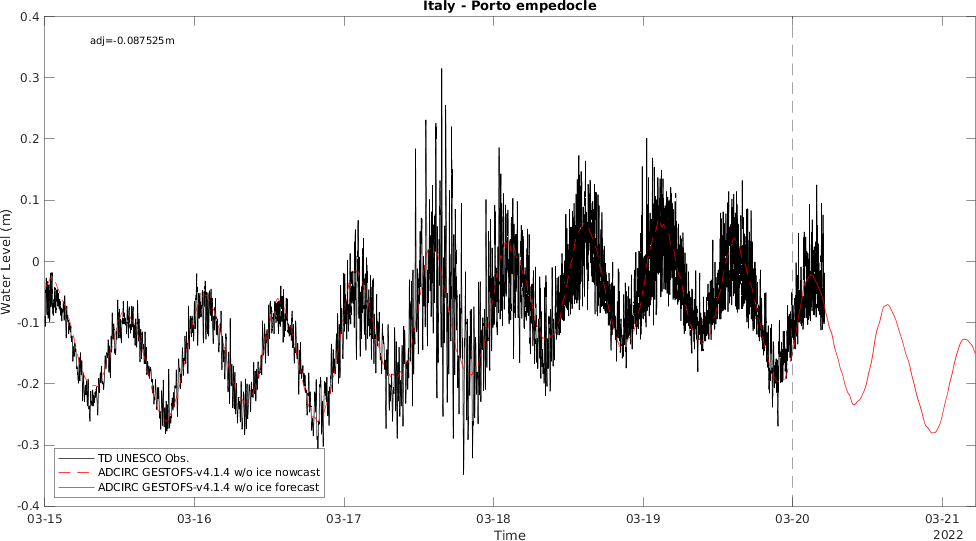 Italy - Porto empedocle
adj=-0.087525m
Water Level (m)
0.4
0.3
0.2
0.1
0
-0.1
-0.2
-0.3
-0.4
TD UNESCO Obs.
ADCIRC GESTOFS-v4.1.4 w/o ice nowcast
ADCIRC GESTOFS-v4.1.4 w/o ice forecast
03-15 03-16 03-17 03-18 03-19 03-20 03-21
Time
2022